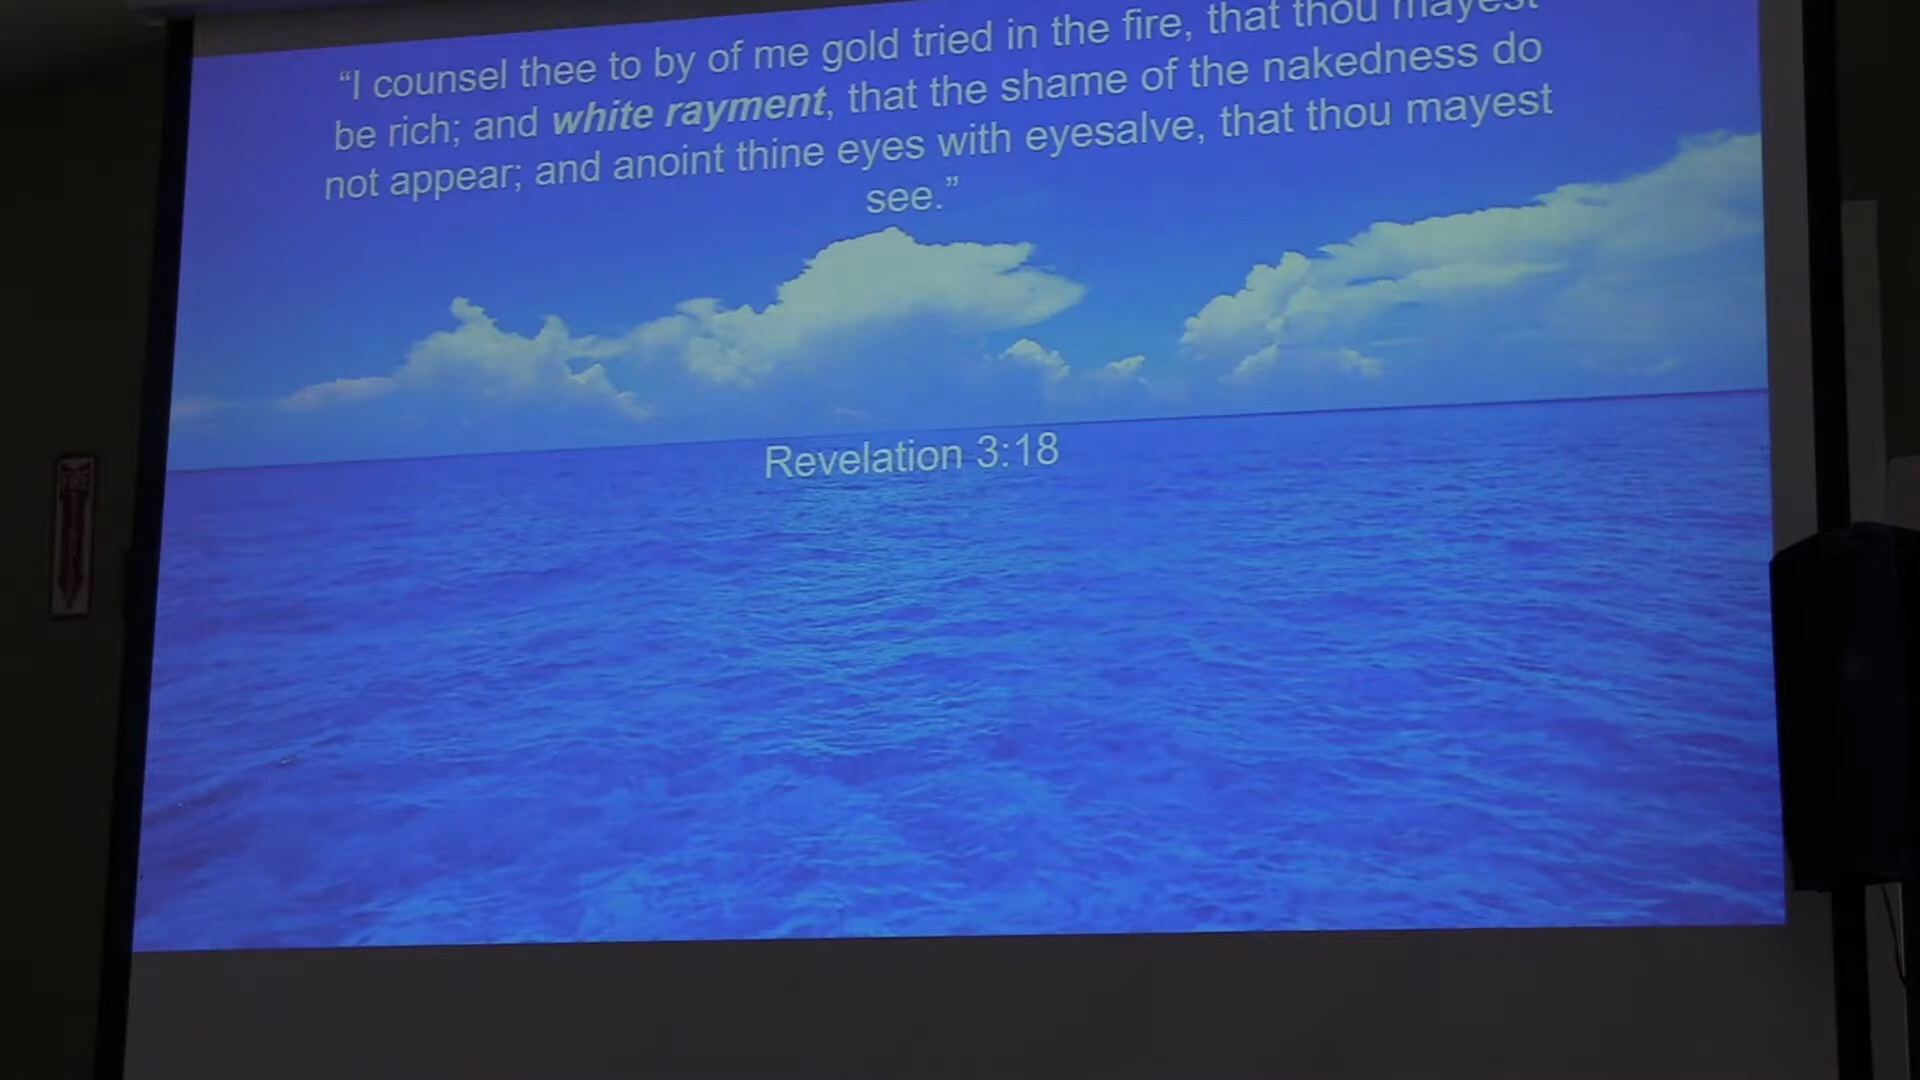 “I counsel thee to by of me gold tried in the fire, that thou mayest
be rich; and white rayment, that the shame of the nakedness do
not appear; and anoint thine eyes with eyesalve, that thou mayest
see.”
Revelation 3:18
FIRE